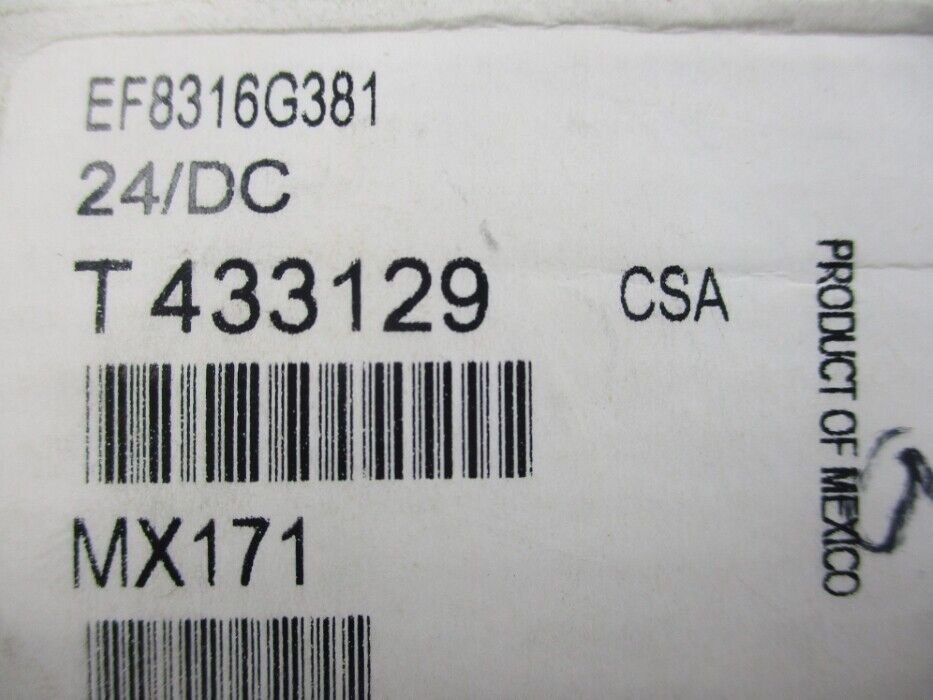 EF8316G381
24/DC
T 433129
CSA
MX171
PRODUCT OF MEXICO